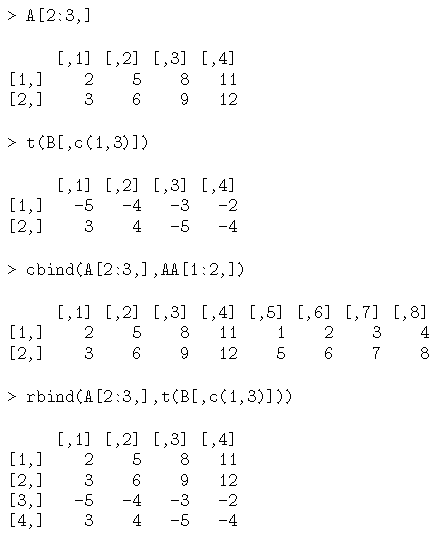 > A[2:3,]
     [,1] [,2] [,3] [,4]
[1,]    2    5    8   11
[2,]    3    6    9   12
> t(B[,c(1,3)])
     [,1] [,2] [,3] [,4]
[1,]   -5   -4   -3   -2
[2,]    3    4   -5   -4
> cbind(A[2:3,],AA[1:2,])
     [,1] [,2] [,3] [,4] [,5] [,6] [,7] [,8]
[1,]    2    5    8   11    1    2    3    4
[2,]    3    6    9   12    5    6    7    8
> rbind(A[2:3,],t(B[,c(1,3)]))
     [,1] [,2] [,3] [,4]
[1,]    2    5    8   11
[2,]    3    6    9   12
[3,]   -5   -4   -3   -2
[4,]    3    4   -5   -4